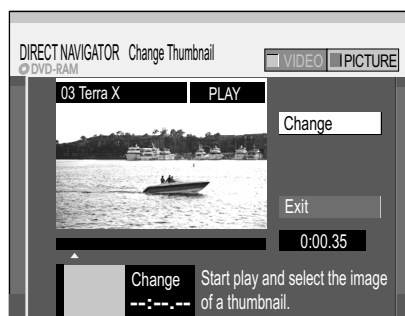 DIRECT NAVIGATOR Change Thumbnail
DVD-RAM
VIDEO PICTURE
03 Terra X PLAY
Change
Exit
0:00.35
Change
--:--.--
Start play and select the image
of a thumbnail.